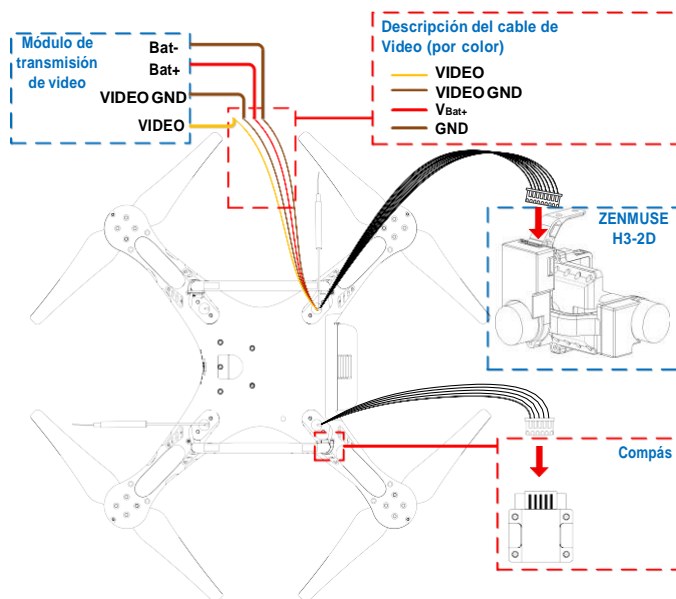 Módulo de
transmisión
de video
Bat-
Bat+
VIDEO GND
VIDEO
Descripción del cable de
Video (por color)
VIDEO
VIDEO GND
VBat+
GND
ZENMUSE
H3-2D
Compás